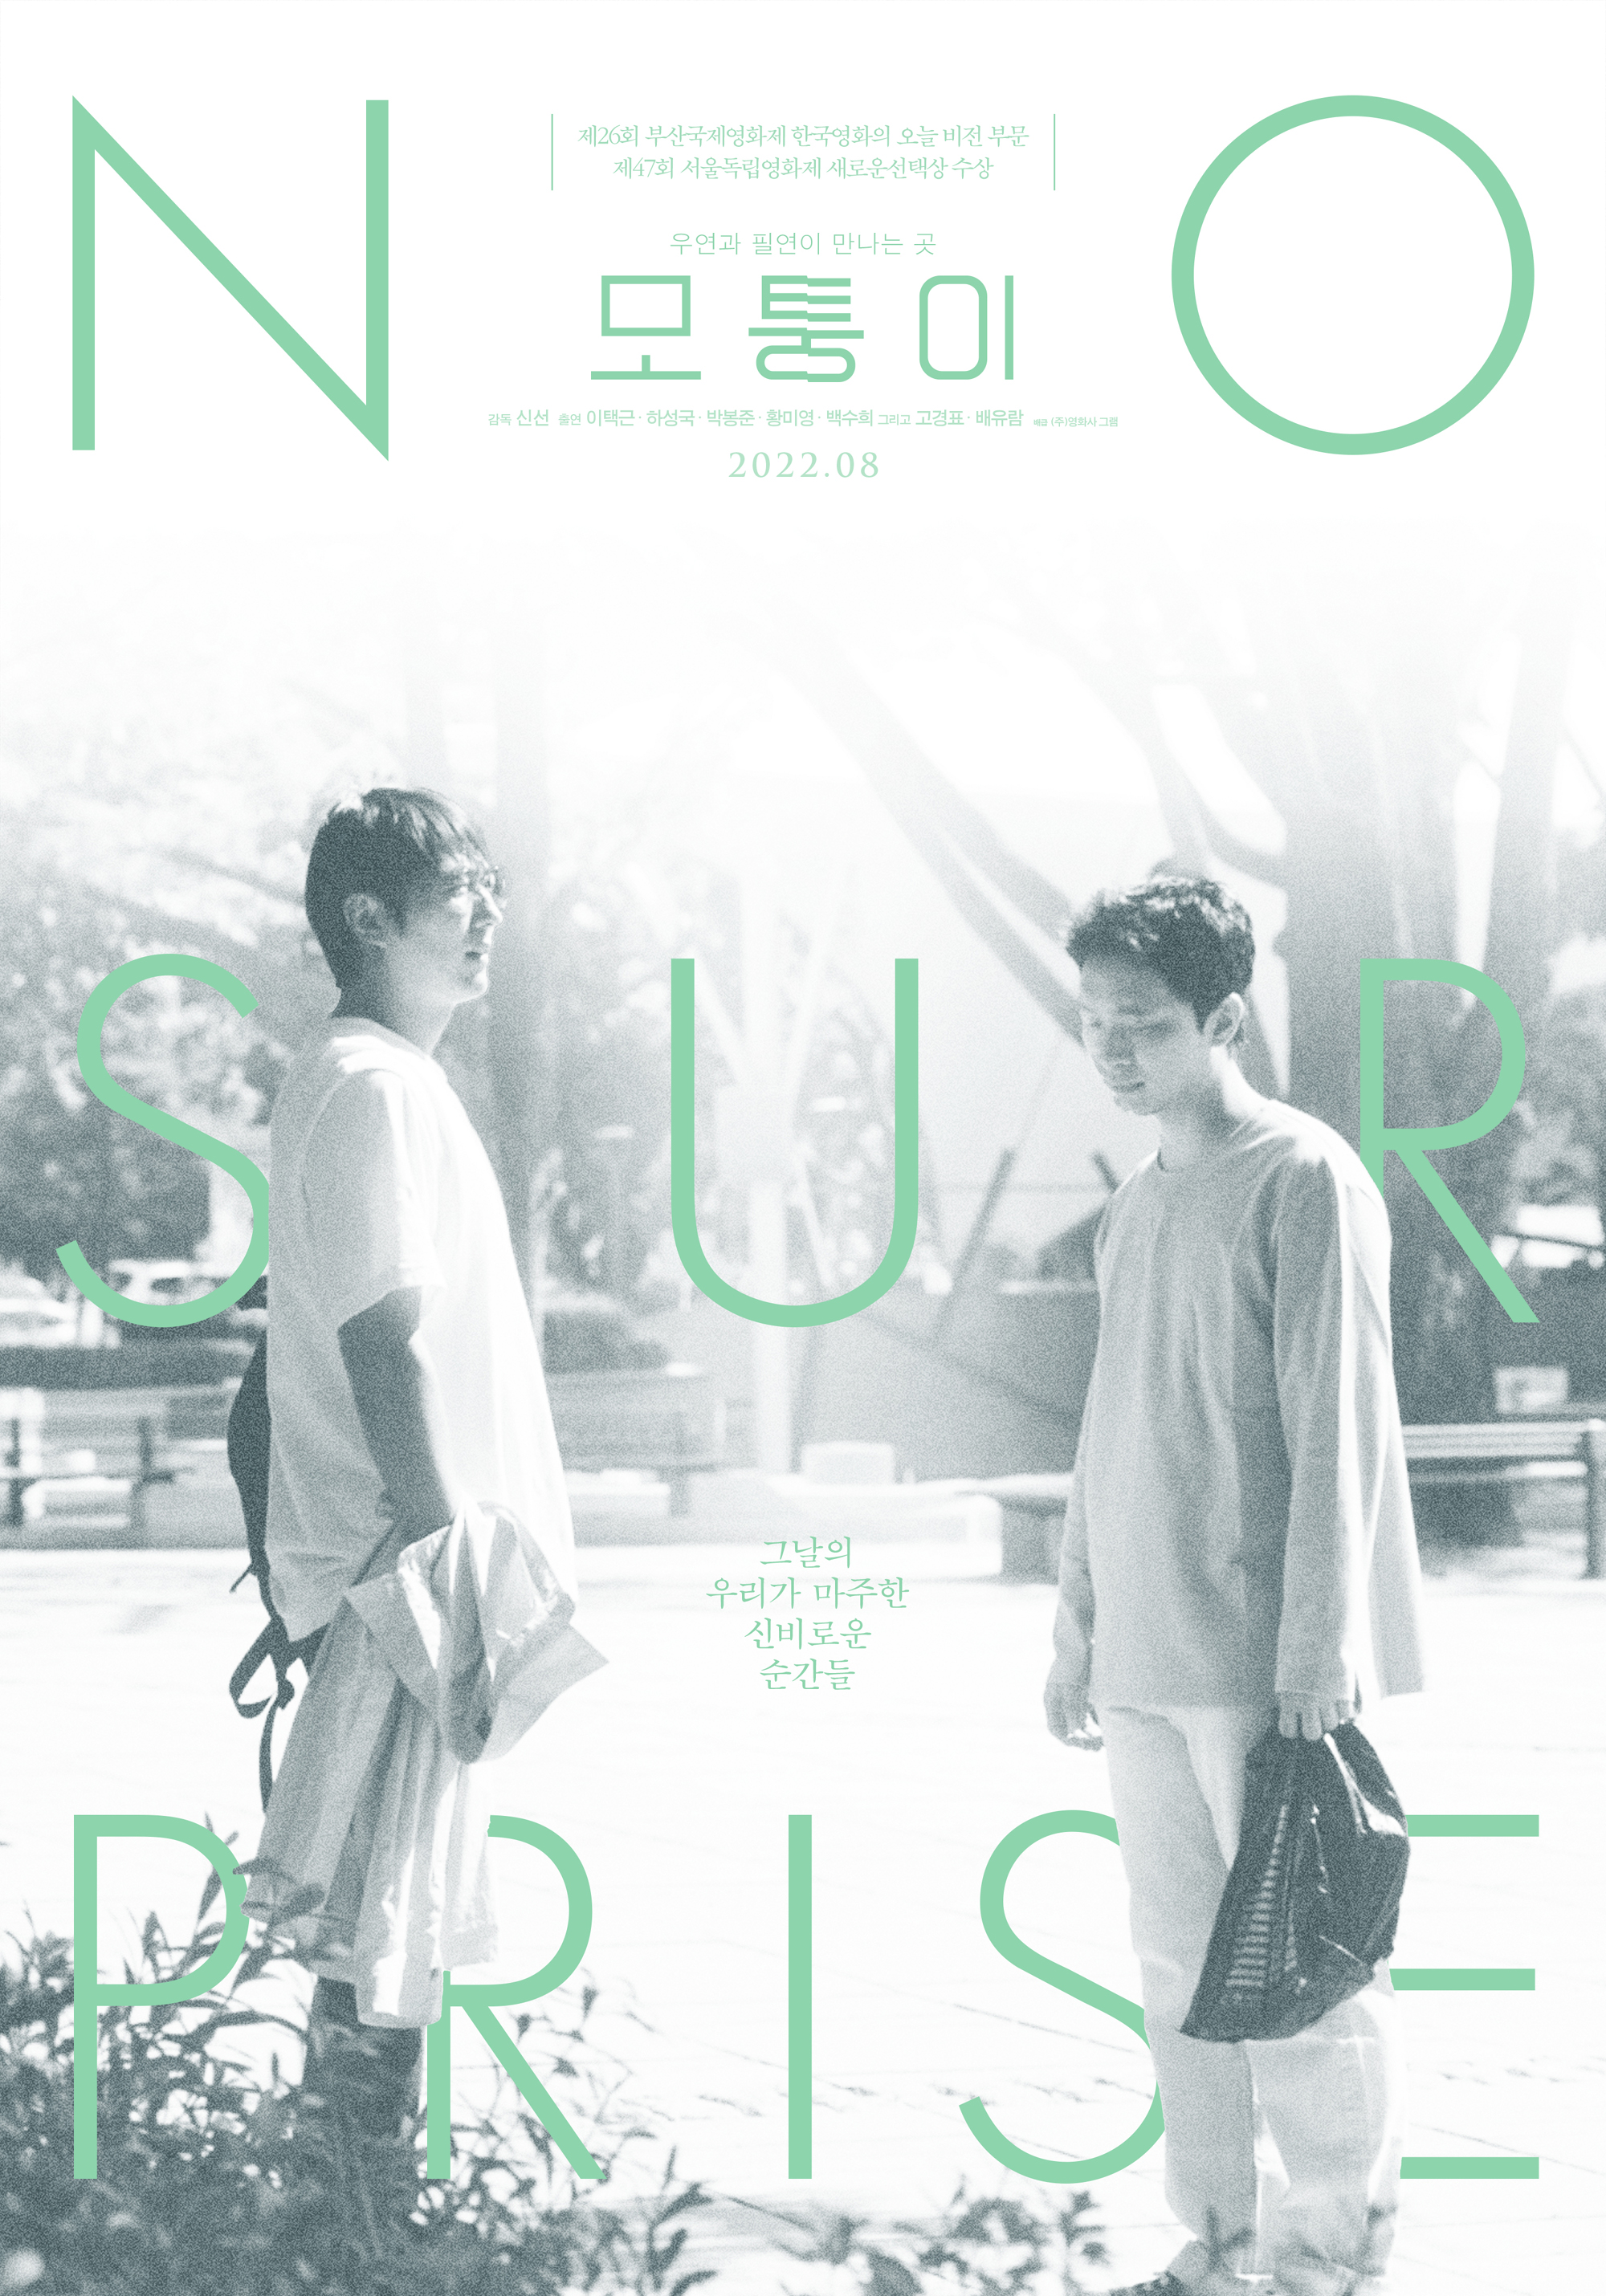 NO
제26회 부산국제영화제 한국영화의 오늘 비전 부문
제47회 서울독립영화제 새로운선택상 수상
우연과 필연이 만나는 곳
모퉁이
감독 신선 출연 이택근 · 하성국 · 박봉준 · 황미영 · 백수희 그리고 고경표 · 배유람 배급 (주)영화사 그램
2022.08
SUR
그날의
우리가 마주한
신비로운
순간들
PRISE